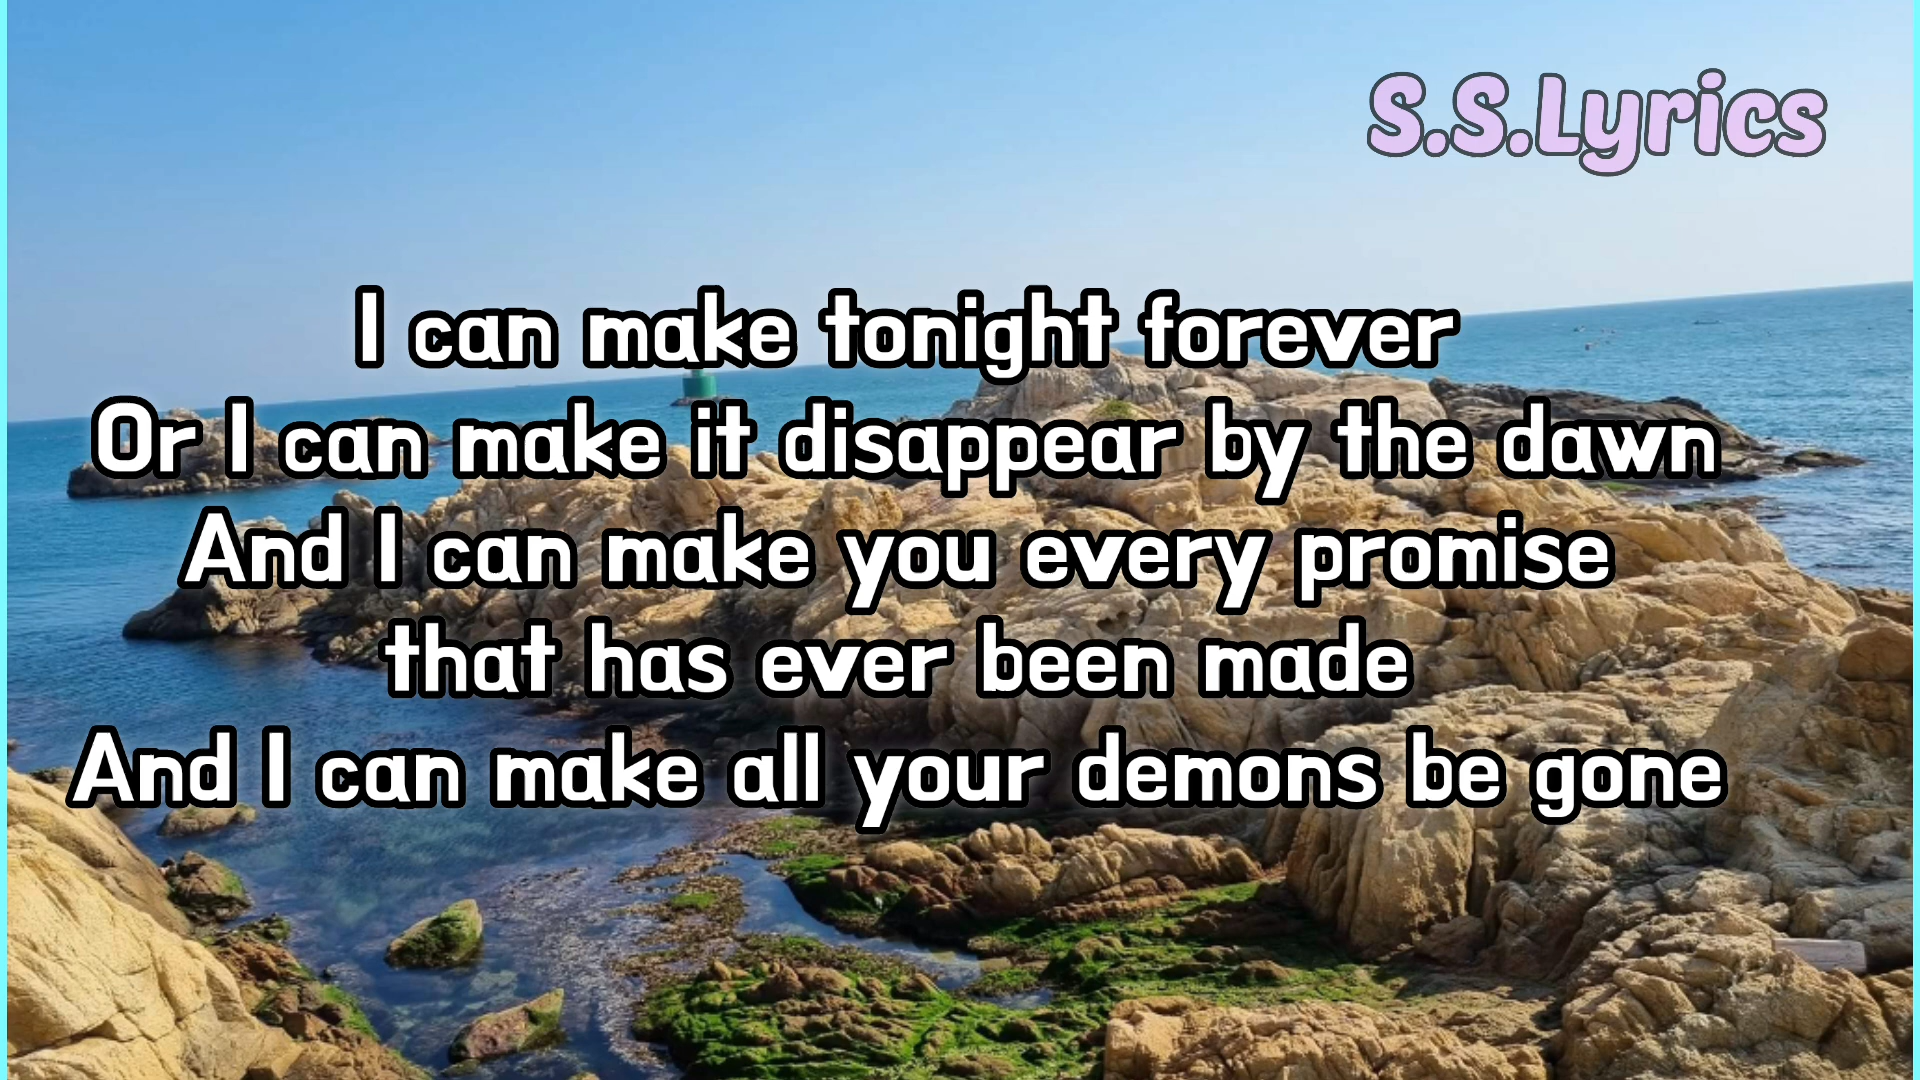 S.S.Lyrics
I can make tonight forever
Or I can make it disappear by the dawn
And I can make you every promise
that has ever been made
And I can make all your demons be gone